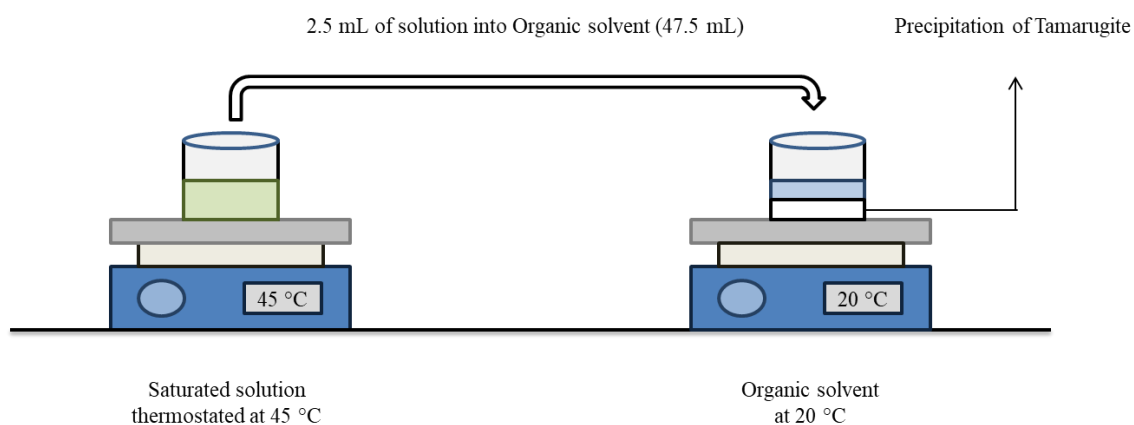 2.5 mL of solution into Organic solvent (47.5 mL)
Precipitation of Tamarugite
45 °C
20 °C
Saturated solution
thermostated at 45 °C
Organic solvent
at 20 °C